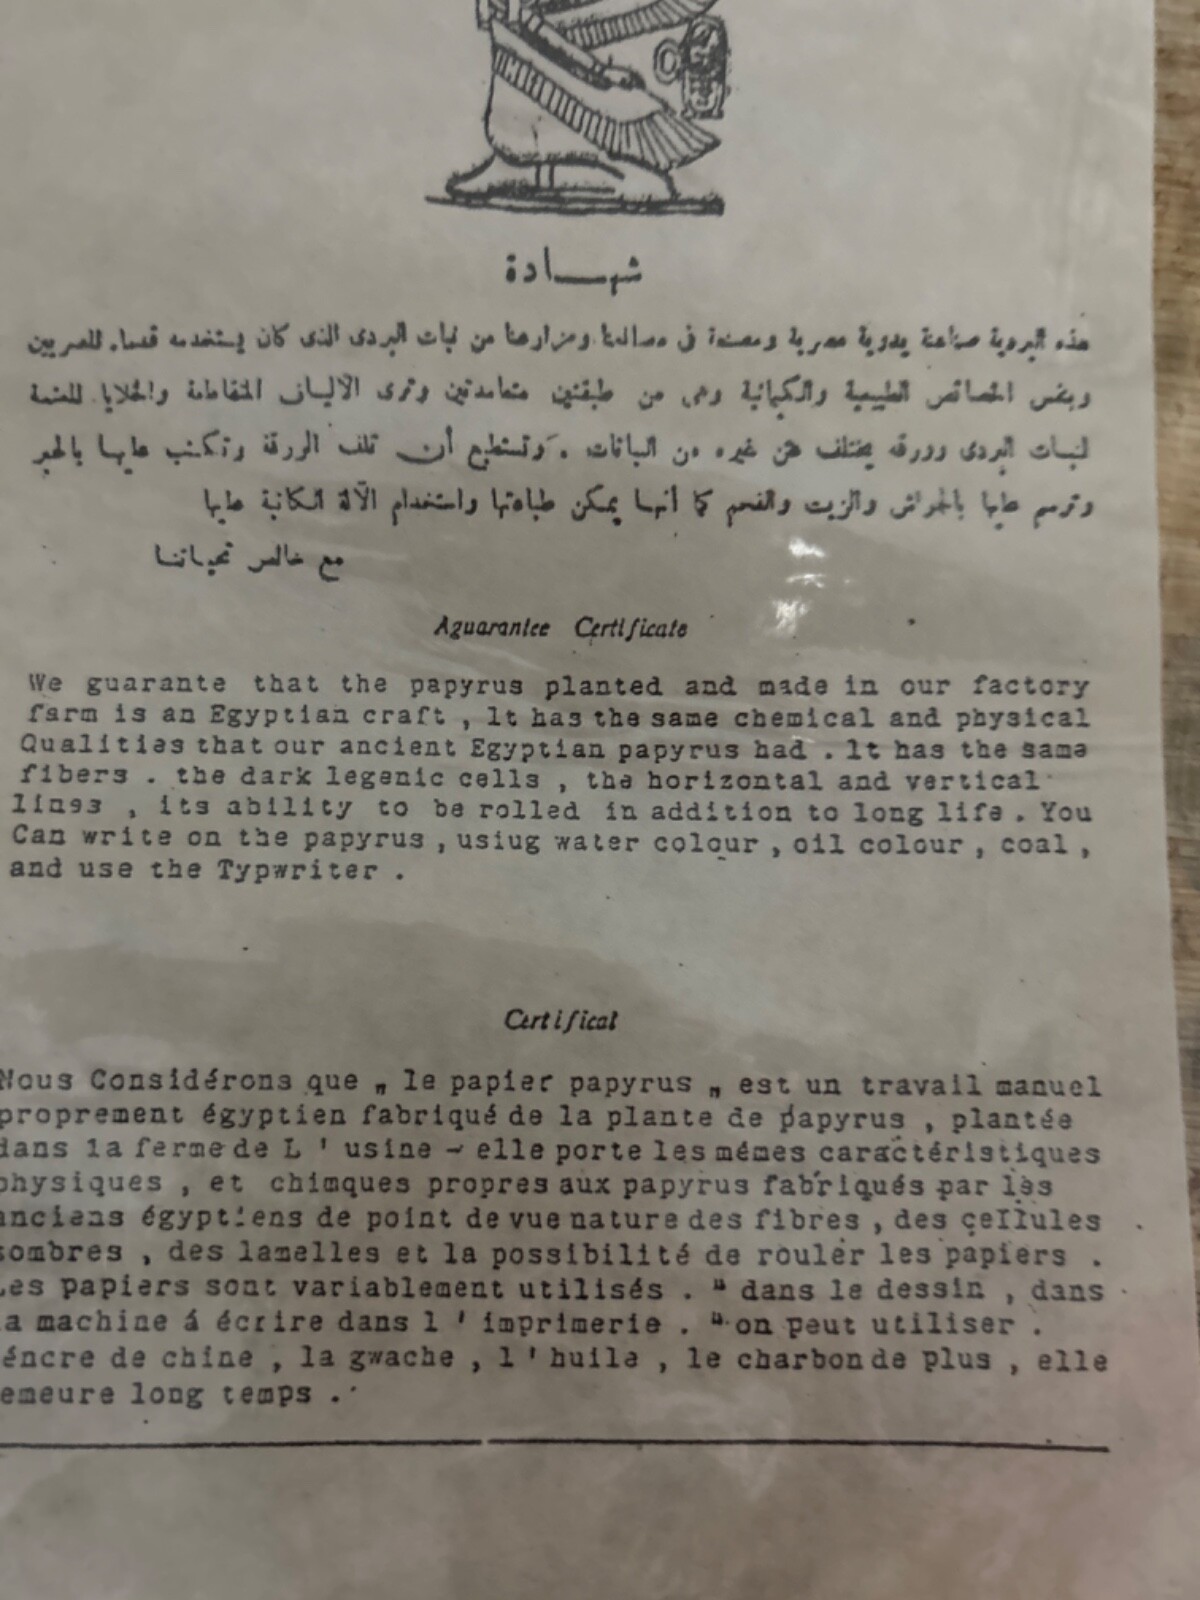 شهادة
هذه البردية صناعة يدوية مصرية ومصنعة فى مصانعنا ومزارعنا من نبات البردى الذى كان يستخدمه قدماء المصريين
وبنفس الخصائص الطبيعية والكيائية وهى من طبقتين متعامدتين وترى الألياف المتقاطعة والخلايا المعتمة
لنبات البردى وورقه يختلف عن غيره من النباتات . وتستطيع أن تلف الورقة وتكتب عليها بالحبر
وترسم عليها بالجواش والزيت والفحم كما أنها يمكن طباعتها واستخدام الآلة الكاتبة عليها
مع خالص تحياتنا
Aguarantee Certificate
We guarante that the papyrus planted and made in our factory
farm is an Egyptian craft , lt has the same chemical and physical
Qualities that our ancient Egyptian papyrus had . lt has the same
fibers . the dark legenic cells , the horizontal and vertical
lines , its ability to be rolled in addition to long life . You
Can write on the papyrus , usiug water colour , oil colour , coal ,
and use the Typwriter .
Certificat
Nous Considérons que „ le papier papyrus „ est un travail manuel
proprement égyptien fabriqué de la plante de papyrus , plantée
dans la ferme de L ' usine - elle porte les mémes caractéristiques
physiques , et chimques propres aux papyrus fabriqués par lès
anciens égyptiens de point de vue nature des fibres , des çellules
sombres , des lamelles et la possibilité de rouler les papiers .
Les papiers sont variablement utilisés . " dans le dessin , dans
la machine á écrire dans l ' imprimerie . " on peut utiliser .
éncre de chine , la gwache , l ' huile , le charbon de plus , elle
emeure long temps .